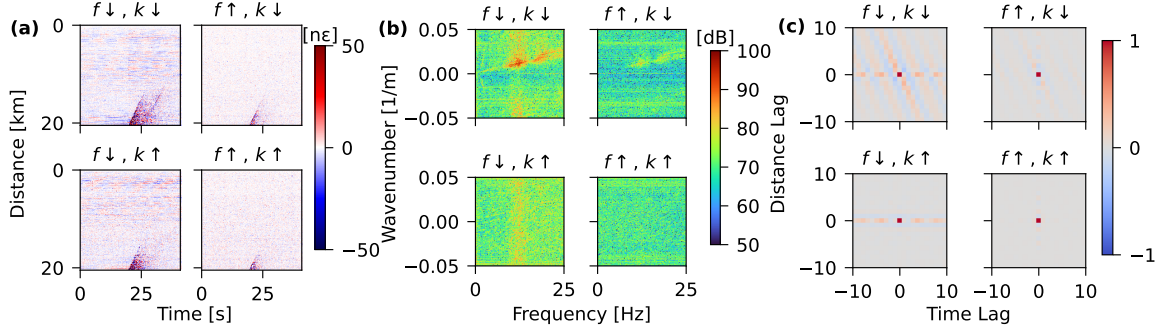 (a)
f↓, k↓
f↑, k↓
[nε]
0
10
20
50
0
−50
f↓, k↑
f↑, k↑
0
10
20
Distance [km]
0
25
0
25
Time [s]
(b)
f↓, k↓
f↑, k↓
[dB]
0.05
0.00
−0.05
100
90
80
70
60
50
f↓, k↑
f↑, k↑
0.05
0.00
−0.05
Wavenumber [1/m]
0
25
0
25
Frequency [Hz]
(c)
f↓, k↓
f↑, k↓
10
0
−10
1
0
−1
f↓, k↑
f↑, k↑
10
0
−10
Distance Lag
−10
0
10
−10
0
10
Time Lag